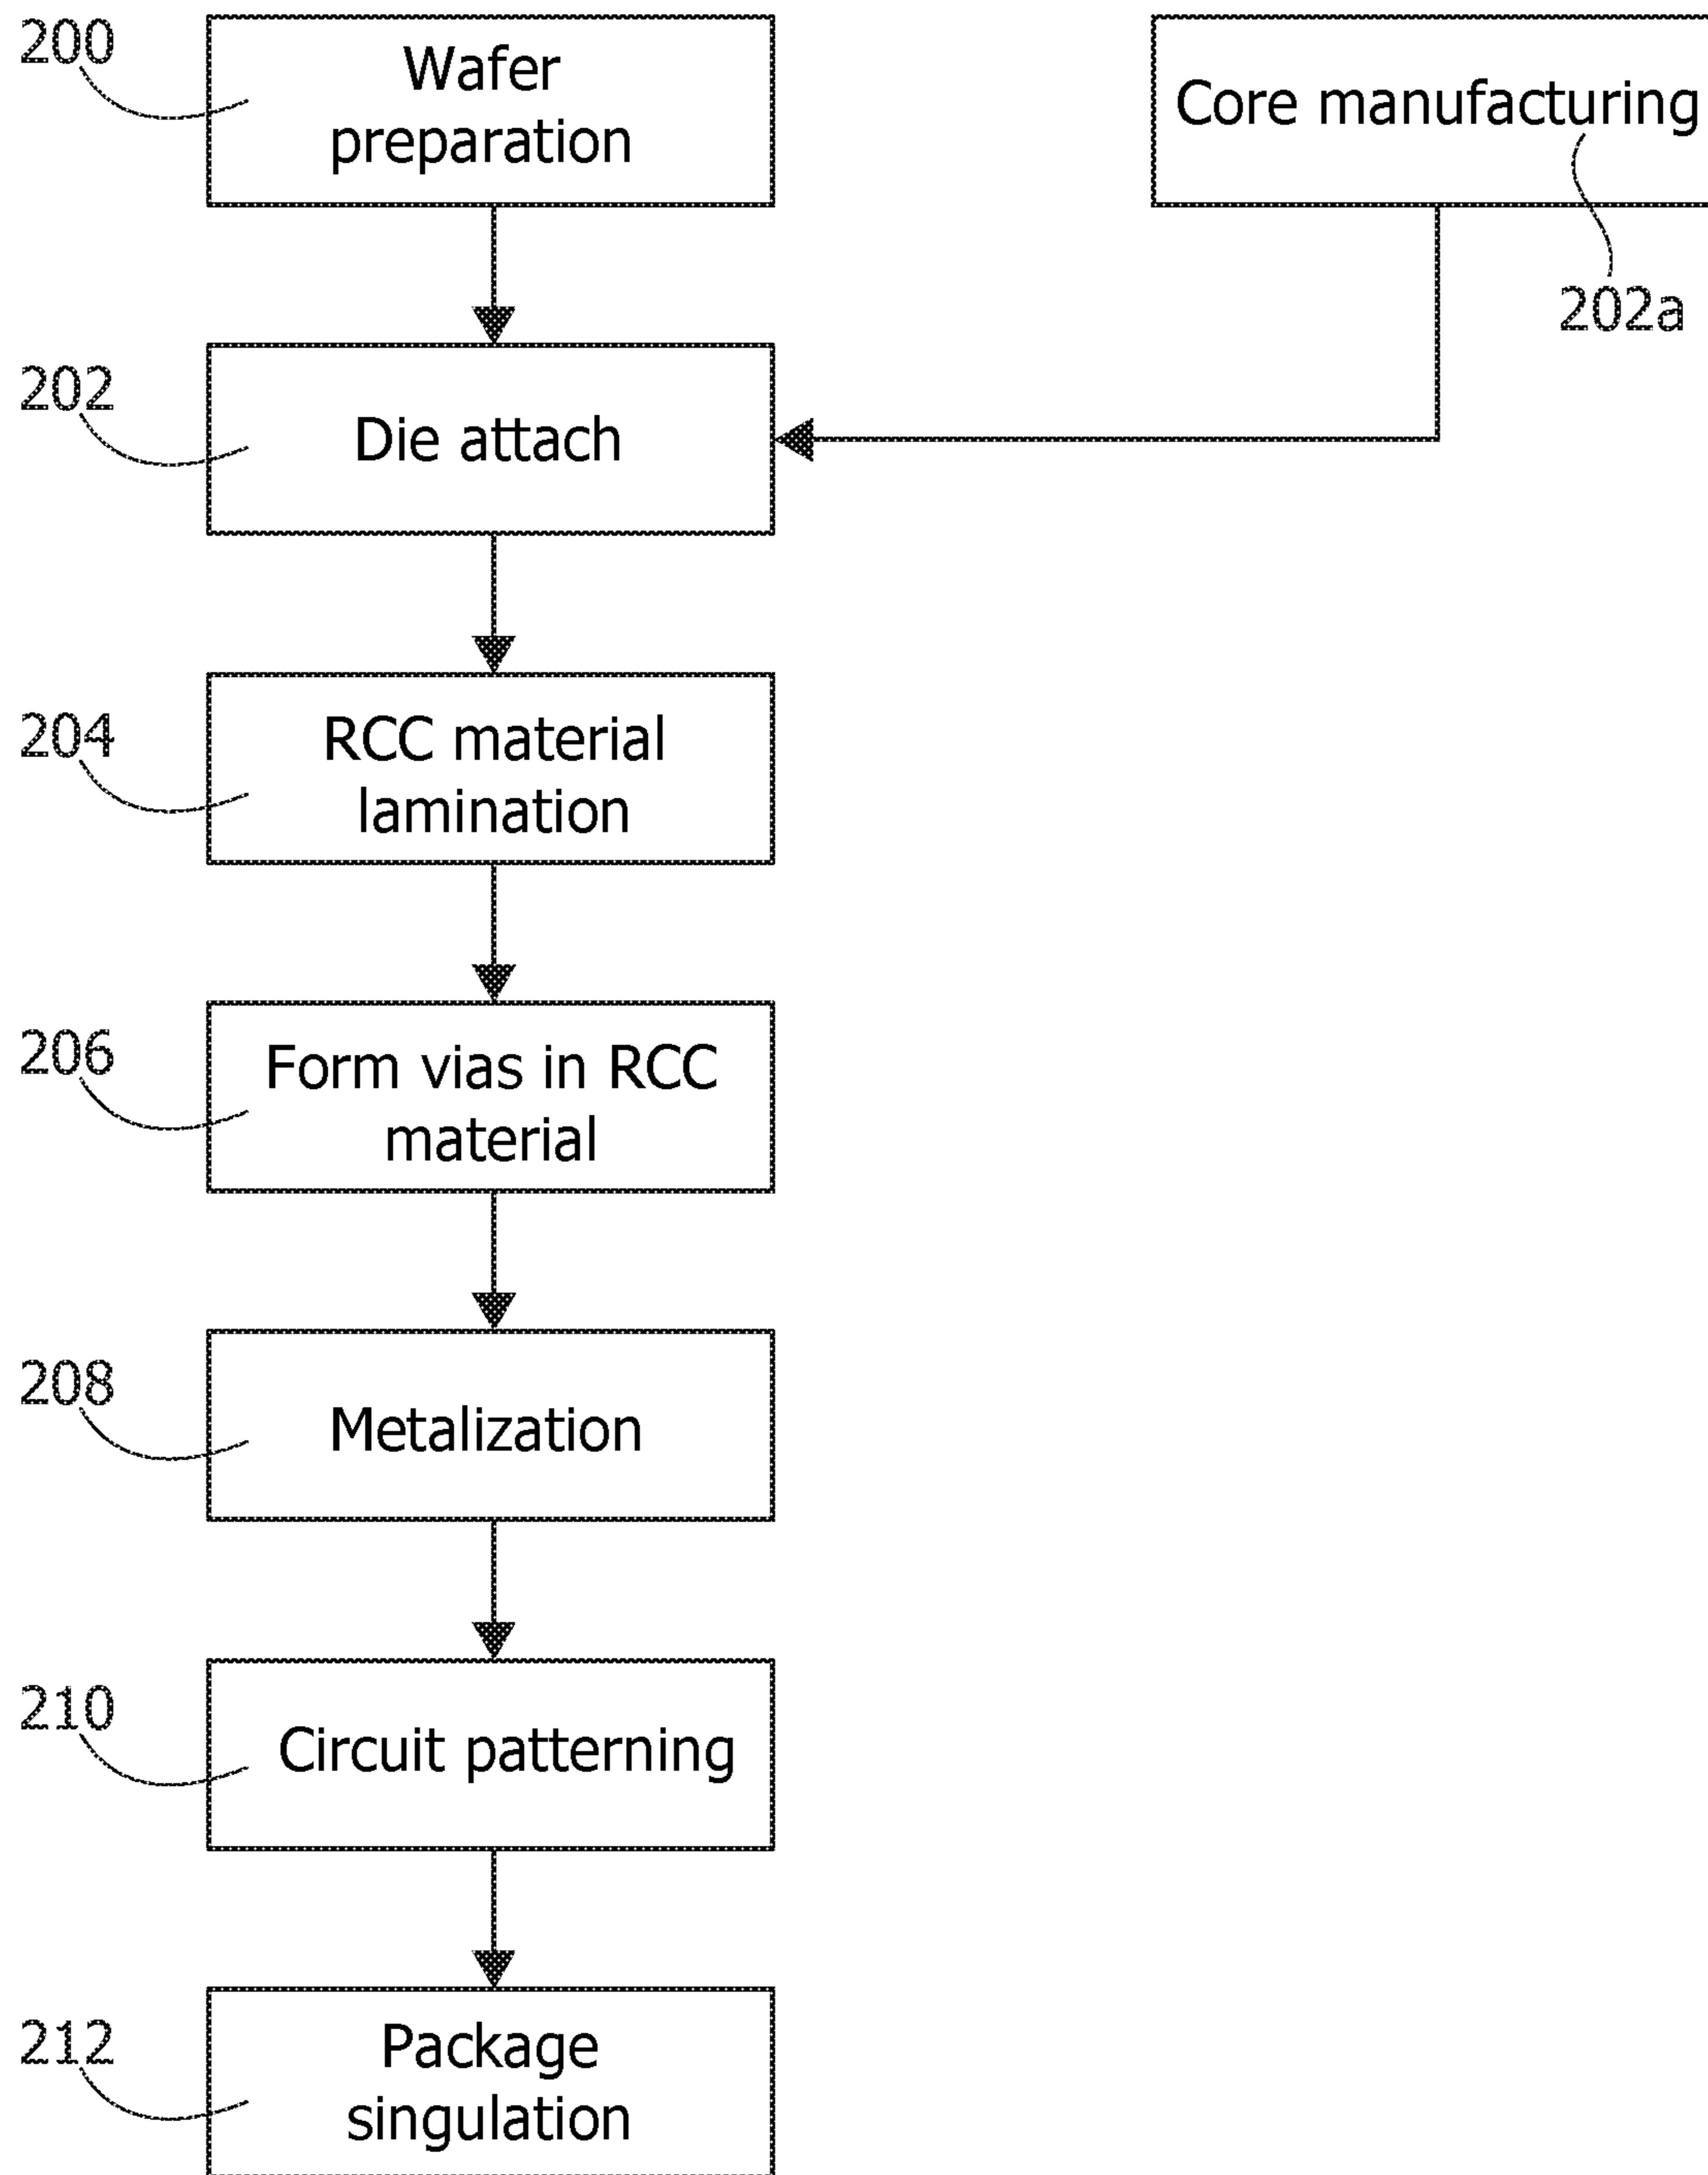 200
Wafer
preparation
Core manufacturing
202a
202
Die attach
204
RCC material
lamination
206
Form vias in RCC
material
208
Metalization
210
Circuit patterning
212
Package
singulation